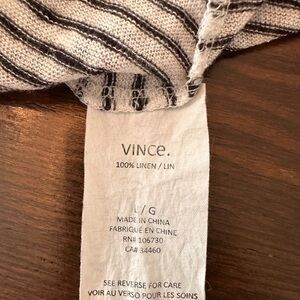 VINCE.
100% LINEN / LIN
L / G
MADE IN CHINA
FABRIQUÉ EN CHINE
RN# 106730
CA# 34460
SEE REVERSE FOR CARE
VOIR AU VERSO POUR LES SOINS